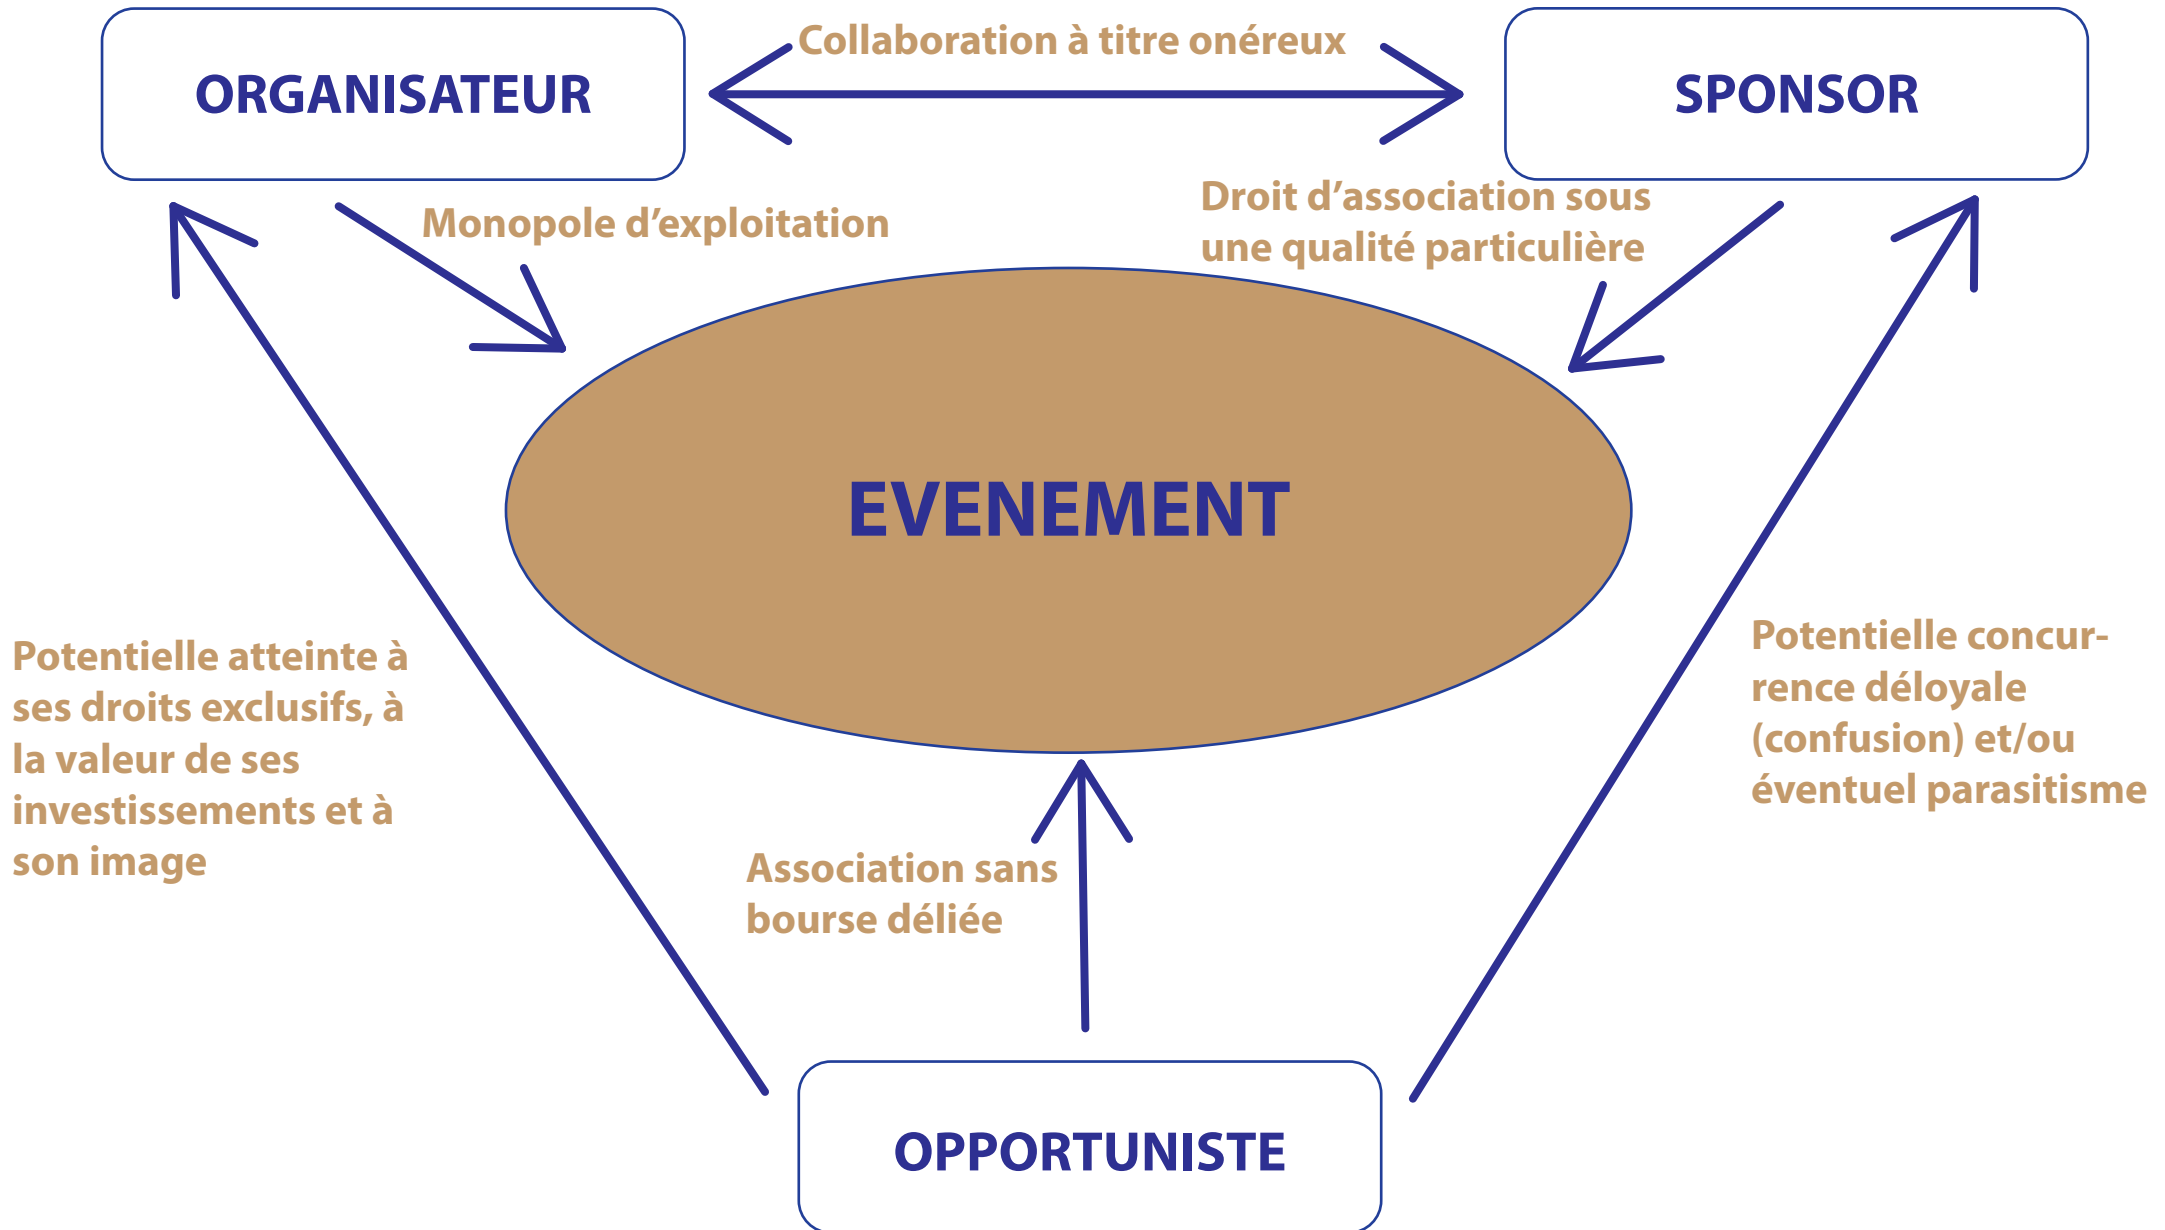 Collaboration à titre onéreux
ORGANISATEUR
SPONSOR
Monopole d’exploitation
Droit d’association sous
une qualité particulière
EVENEMENT
Potentielle atteinte à
ses droits exclusifs, à
la valeur de ses
investissements et à
son image
Potentielle concur-
rence déloyale
(confusion) et/ou
éventuel parasitisme
Association sans
bourse déliée
OPPORTUNISTE